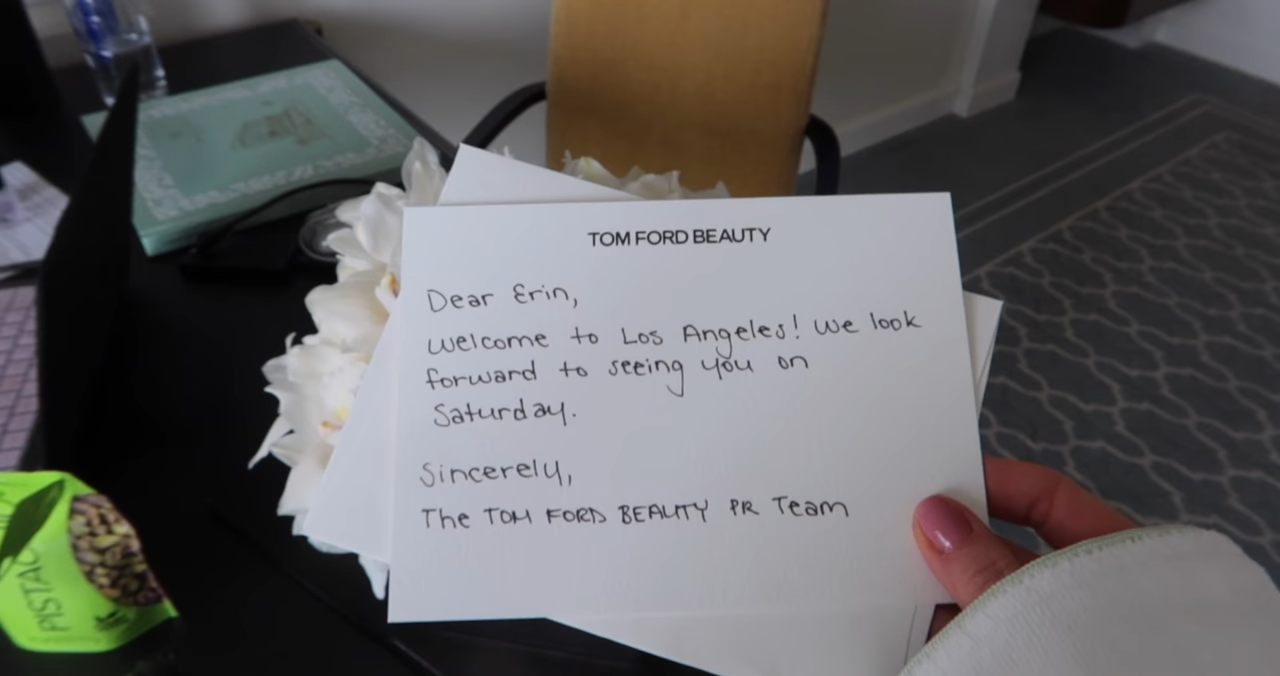 TOM FORD BEAUTY
Dear Erin,
Welcome to Los Angeles! We look
forward to seeing you on
Saturday.
Sincerely,
The TOM FORD BEAUTY PR Team